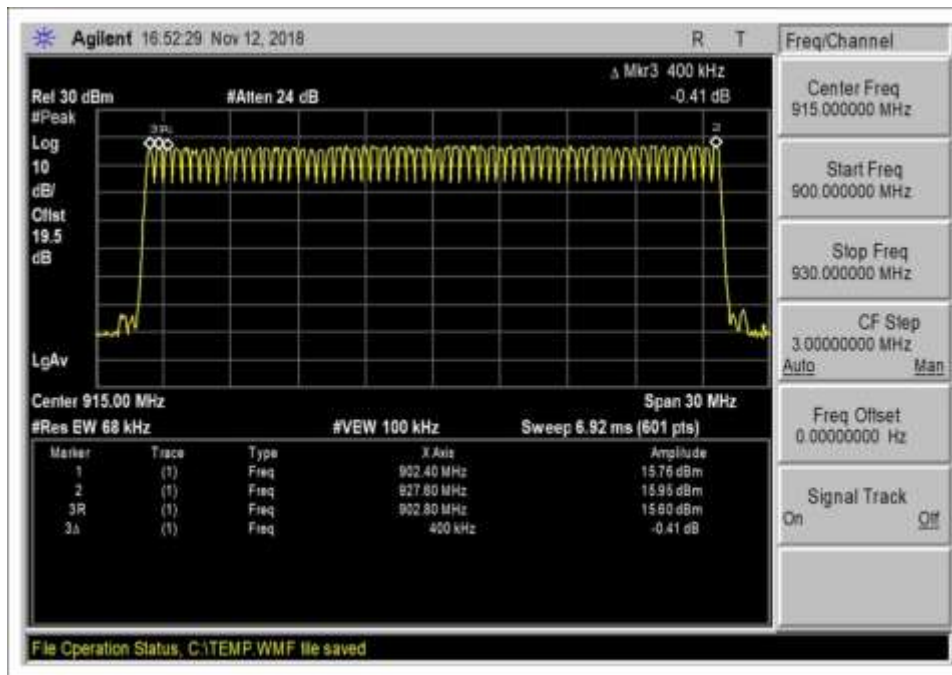 Agilent 16:52:29 Nov 12, 2018 R T
Freq/Channel
Δ Mkr3 400 kHz
Ref 30 dBm #Atten 24 dB -0.41 dB
#Peak
Log
10
dB/
Offst
19.5
dB
LgAv
3R
2
Center 915.00 MHz Span 30 MHz
#Res BW 68 kHz #VBW 100 kHz Sweep 6.92 ms (601 pts)
Marker Trace Type X Axis Amplitude
1 (1) Freq 902.40 MHz 15.76 dBm
2 (1) Freq 927.60 MHz 15.95 dBm
3R (1) Freq 902.80 MHz 15.60 dBm
3Δ (1) Freq 400 kHz -0.41 dB
Center Freq
915.000000 MHz
Start Freq
900.000000 MHz
Stop Freq
930.000000 MHz
CF Step
3.00000000 MHz
Auto Man
Freq Offset
0.00000000 Hz
Signal Track
On Off
File Operation Status, C:\TEMP.WMF file saved